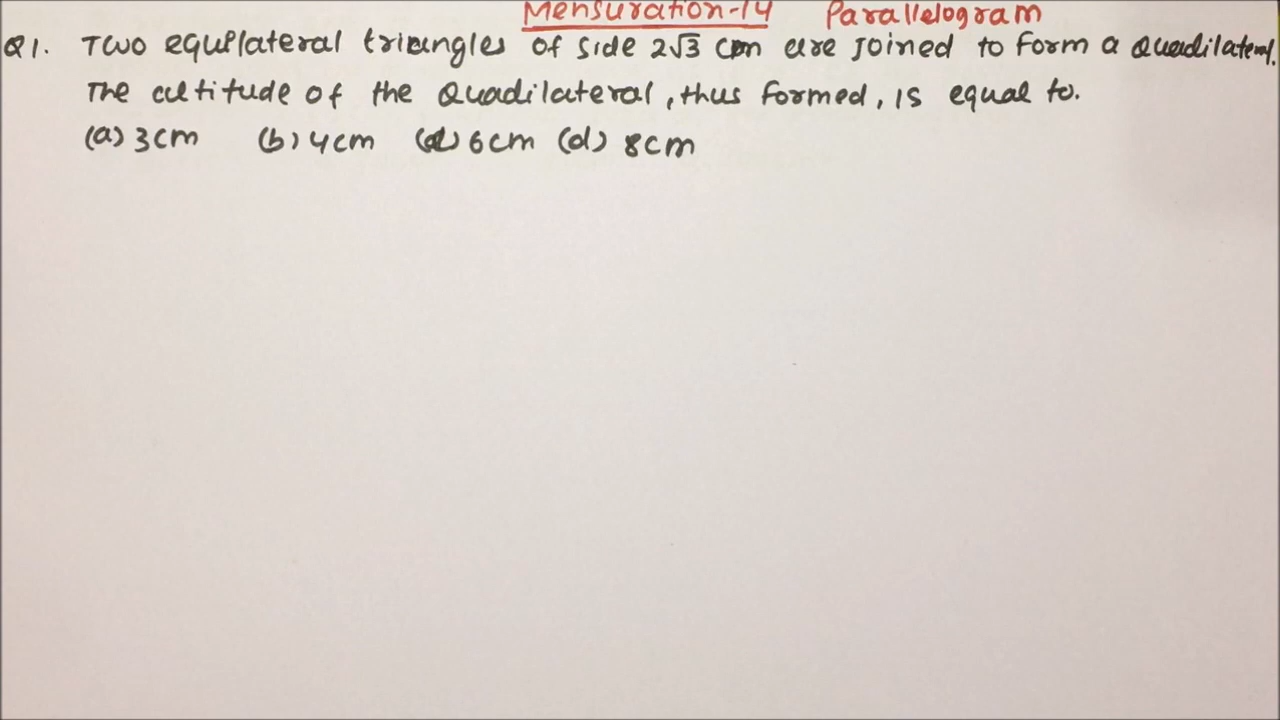 Mensuration-14 Parallelogram
Q1. Two equilateral triangles of side 2√3 cm are joined to form a Quadilateral.
The altitude of the Quadilateral, thus formed, is equal to.
(a) 3cm (b) 4cm (c) 6cm (d) 8cm